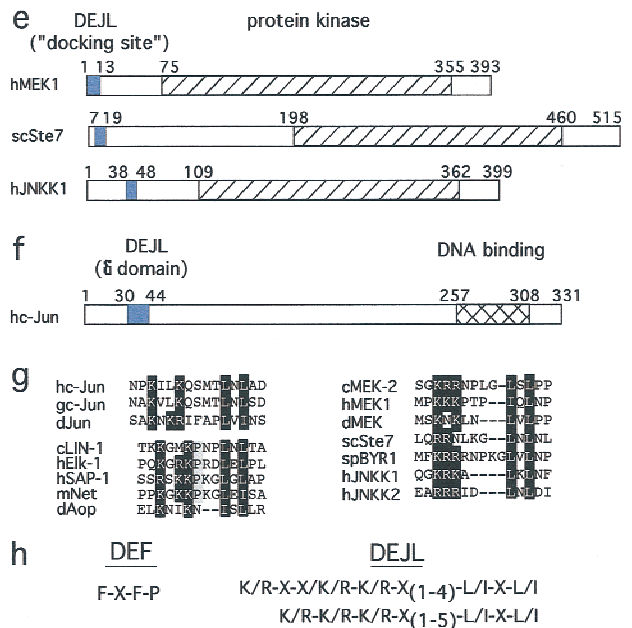 e
DEJL protein kinase
("docking site")
1 13 75 355 393
hMEK1
7 19 198 460 515
scSte7
1 38 48 109 362 399
hJNKK1
f
DEJL DNA binding
(δ domain)
1 30 44 257 308 331
hc-Jun
g
hc-Jun NPKILKQSMTLNLAD
gc-Jun NAKVLKQSMTLNLSD
dJun SAKNKRIFAPLVINS
cLIN-1 TKKGMKPNPLNLTA
hElk-1 PQKGRKPRDLELPL
hSAP-1 SSRSKKPKGLGLAP
mNet PPKGKKPKGLEISA
dAop ELKNIKN--ISLLR
cMEK-2 SGKRRNPLG-LSLPP
hMEK1 MPKKKPTP--IQLNP
dMEK MSKNKLN---LVLPP
scSte7 LQRRNLKG--LNLNL
spBYR1 MFKRRRNPKGLVLNP
hJNKK1 QGKRKA----LKLNF
hJNKK2 EARRRID---LNLDI
h
DEF DEJL
F-X-F-P K/R-X-X/K/R-K/R-X(1-4)-L/I-X-L/I
K/R-K/R-K/R-X(1-5)-L/I-X-L/I